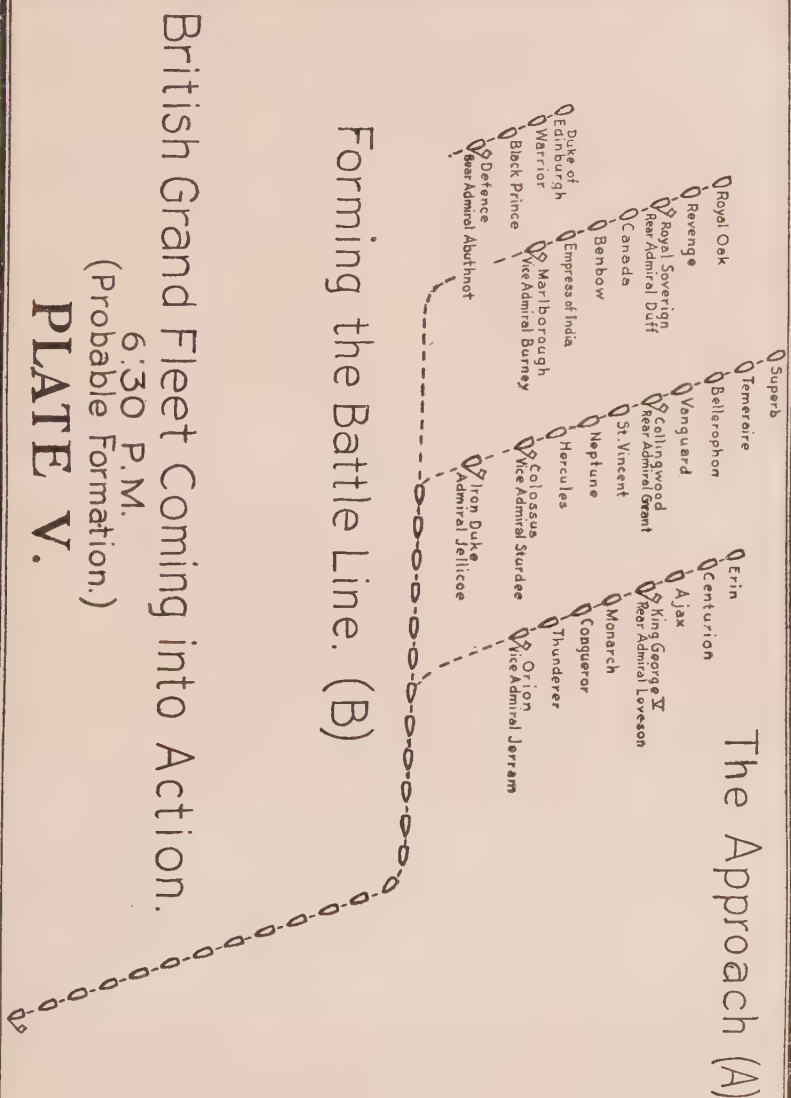 The Approach (A)
Superb
Temeraire
Bellerophon
Vanguard
Collingwood
Rear Admiral Grant
St. Vincent
Neptune
Hercules
Colossus
Vice Admiral Sturdee
Iron Duke
Admiral Jellicoe
Erin
Centurion
Ajax
King George V
Rear Admiral Leveson
Monarch
Conqueror
Thunderer
Orion
Vice Admiral Jerram
Royal Oak
Revenge
Royal Soverign
Rear Admiral Duff
Canada
Benbow
Empress of India
Marlborough
Vice Admiral Burney
Duke of
Edinburgh
Warrior
Black Prince
Defence
Rear Admiral Abuthnot
Forming the Battle Line. (B)
British Grand Fleet Coming into Action.
6:30 P.M.
(Probable Formation.)
PLATE V.